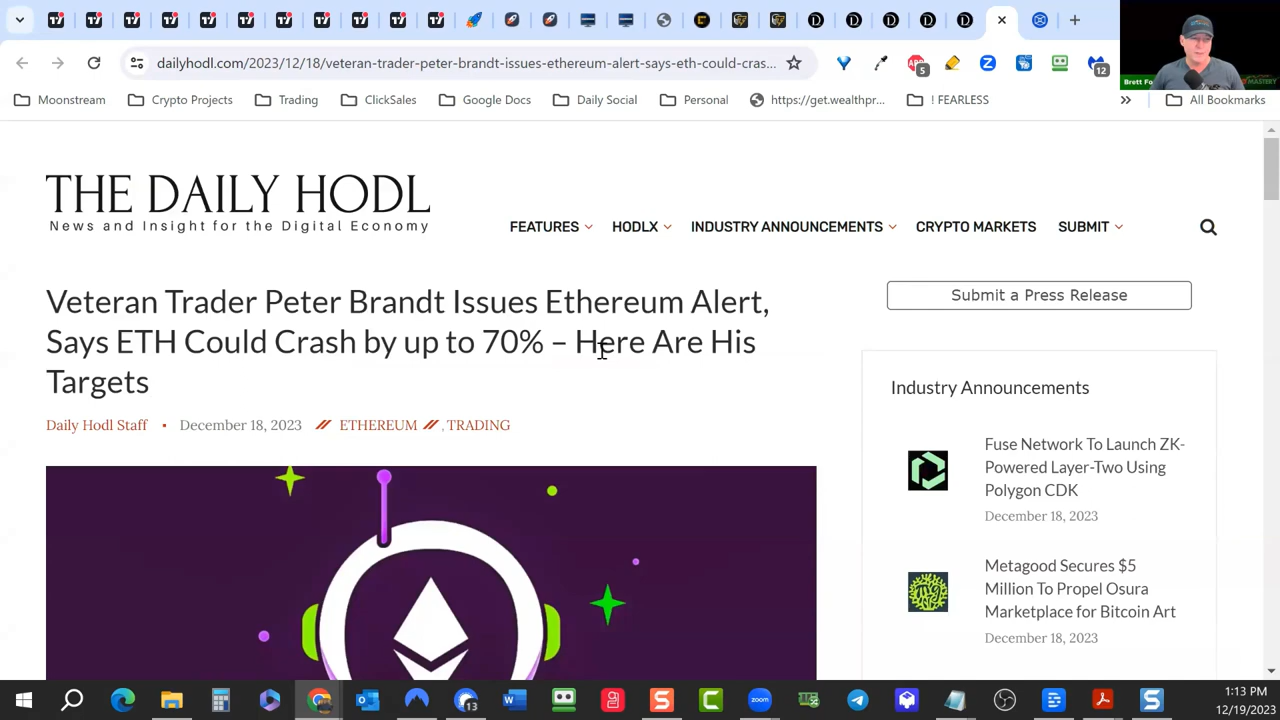 dailyhodl.com/2023/12/18/veteran-trader-peter-brandt-issues-ethereum-alert-says-eth-could-cras...
5
12
Brett
MASTERY
Moonstream
Crypto Projects
Trading
ClickSales
Google Docs
Daily Social
Personal
https://get.wealthpr...
! FEARLESS
All Bookmarks
THE DAILY HODL
News and Insight for the Digital Economy
FEATURES
HODLX
INDUSTRY ANNOUNCEMENTS
CRYPTO MARKETS
SUBMIT
Veteran Trader Peter Brandt Issues Ethereum Alert,
Says ETH Could Crash by up to 70% – Here Are His
Targets
Daily Hodl Staff ▪ December 18, 2023 // ETHEREUM // , TRADING
Submit a Press Release
Industry Announcements
Fuse Network To Launch ZK-
Powered Layer-Two Using
Polygon CDK
December 18, 2023
Metagood Secures $5
Million To Propel Osura
Marketplace for Bitcoin Art
December 18, 2023
13
zoom
1:13 PM
12/19/2023